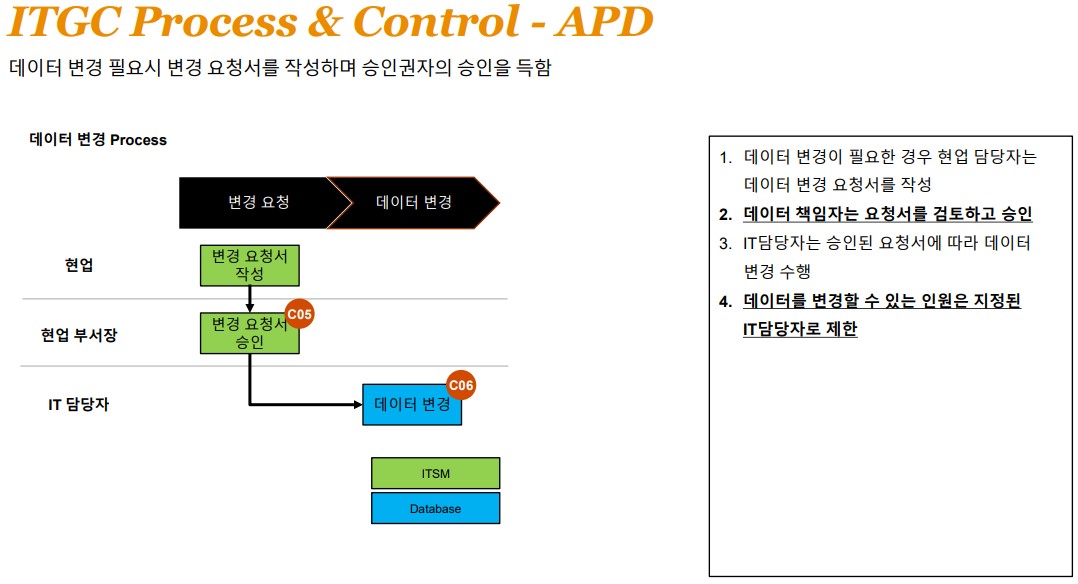 ITGC Process & Control - APD
데이터 변경 필요시 변경 요청서를 작성하며 승인권자의 승인을 득함
데이터 변경 Process
변경 요청
데이터 변경
현업
변경 요청서
작성
현업 부서장
변경 요청서
승인
C05
IT 담당자
데이터 변경
C06
ITSM
Database
1. 데이터 변경이 필요한 경우 현업 담당자는
데이터 변경 요청서를 작성
2. 데이터 책임자는 요청서를 검토하고 승인
3. IT담당자는 승인된 요청서에 따라 데이터
변경 수행
4. 데이터를 변경할 수 있는 인원은 지정된
IT담당자로 제한